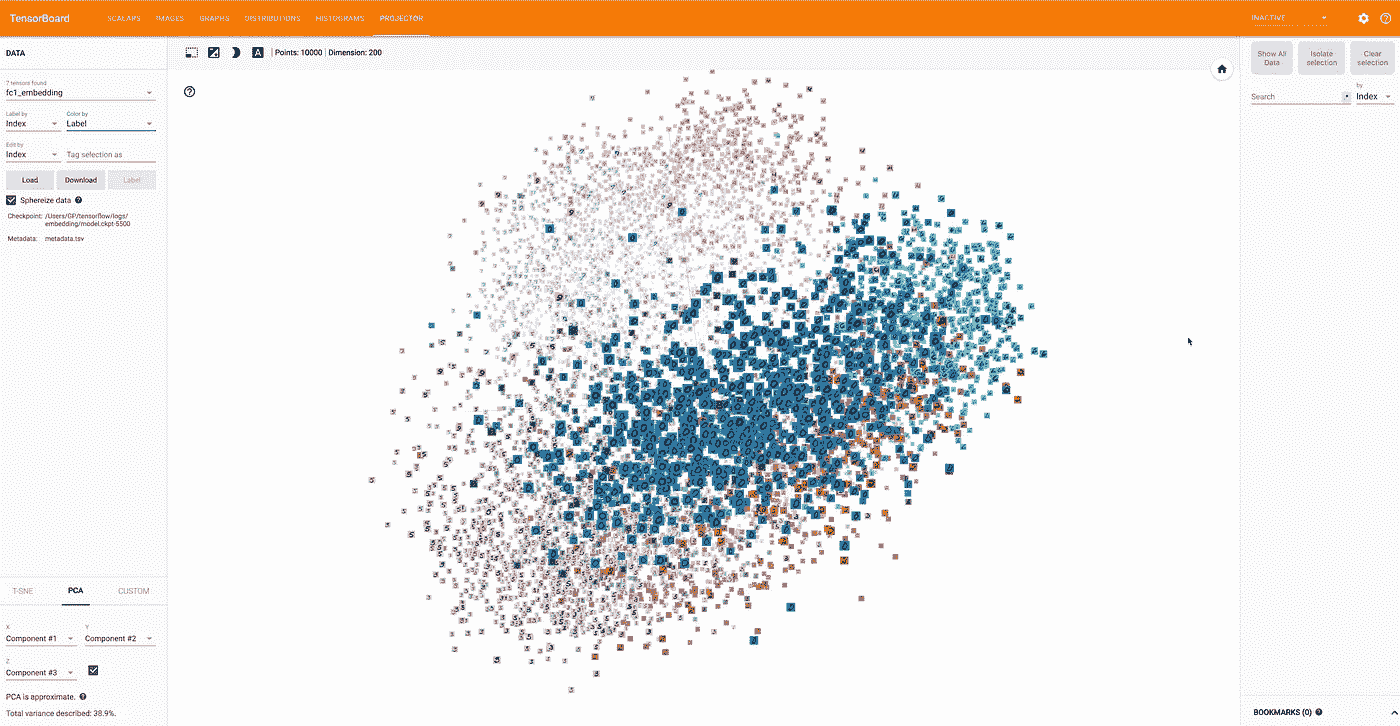 TensorBoard
SCALARS IMAGES GRAPHS DISTRIBUTIONS HISTOGRAMS PROJECTOR
INACTIVE
DATA
A | Points: 10000 | Dimension: 200
7 tensors found
fc1_embedding
Label by
Color by
Index
Label
Edit by
Index
Tag selection as
Load
Download
Label
Sphereize data
Checkpoint: /Users/GP/tensorflow/logs/
embedding/model.ckpt-5500
Metadata: metadata.tsv
T-SNE
PCA
CUSTOM
X
Y
Component #1
Component #2
Z
Component #3
PCA is approximate.
Total variance described: 38.9%.
Show All
Data
Isolate
selection
Clear
selection
Search
.*
by
Index
BOOKMARKS (0)